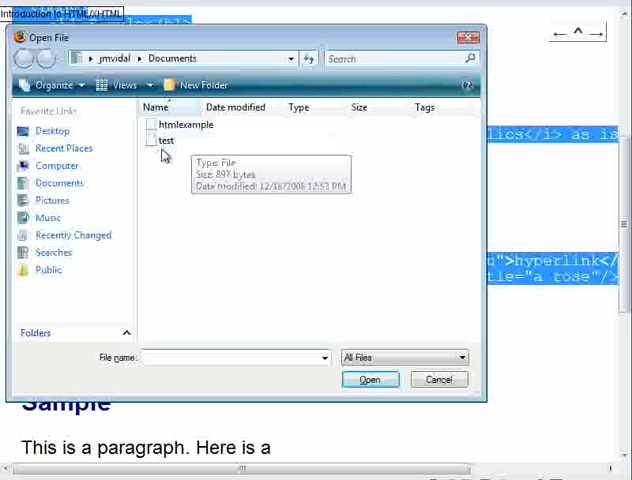 Introduction to HTML/XHTML
Open File
← ^ →
jmvidal ▸ Documents
Search
Organize
Views
New Folder
Favorite Links
Name
Date modified
Type
Size
Tags
Desktop
htmlexample
lics</i> as is
Recent Places
test
Computer
Type: File
Size: 897 bytes
Date modified: 12/16/2008 12:53 PM
Documents
Pictures
Music
Recently Changed
Searches
Public
">hyperlink</
tle="a rose"/>
Folders
File name:
All Files
Open
Cancel
Sample
This is a paragraph. Here is a